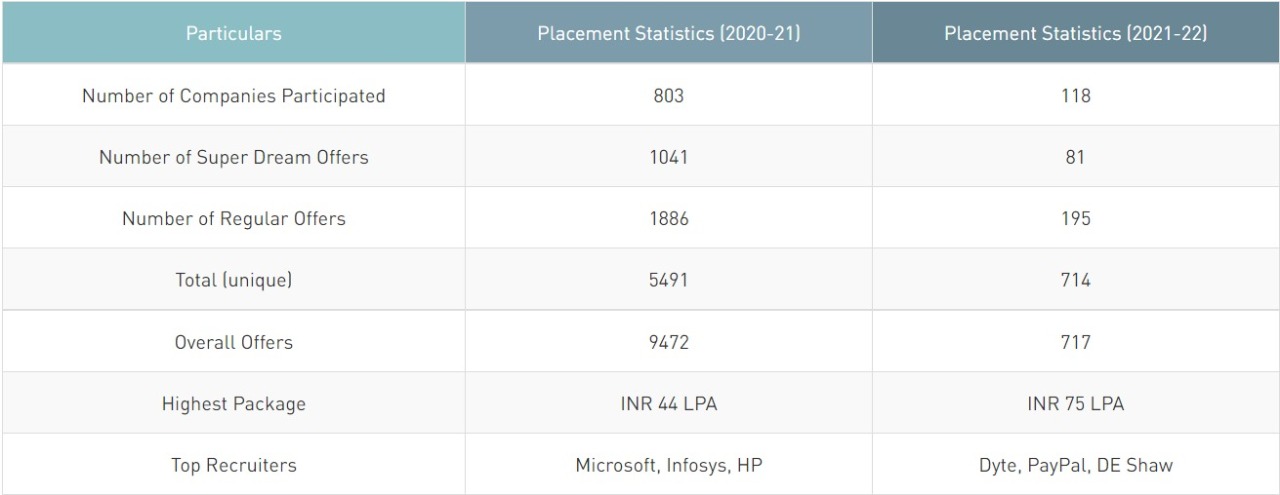 Particulars Placement Statistics (2020-21) Placement Statistics (2021-22)
Number of Companies Participated 803 118
Number of Super Dream Offers 1041 81
Number of Regular Offers 1886 195
Total (unique) 5491 714
Overall Offers 9472 717
Highest Package INR 44 LPA INR 75 LPA
Top Recruiters Microsoft, Infosys, HP Dyte, PayPal, DE Shaw